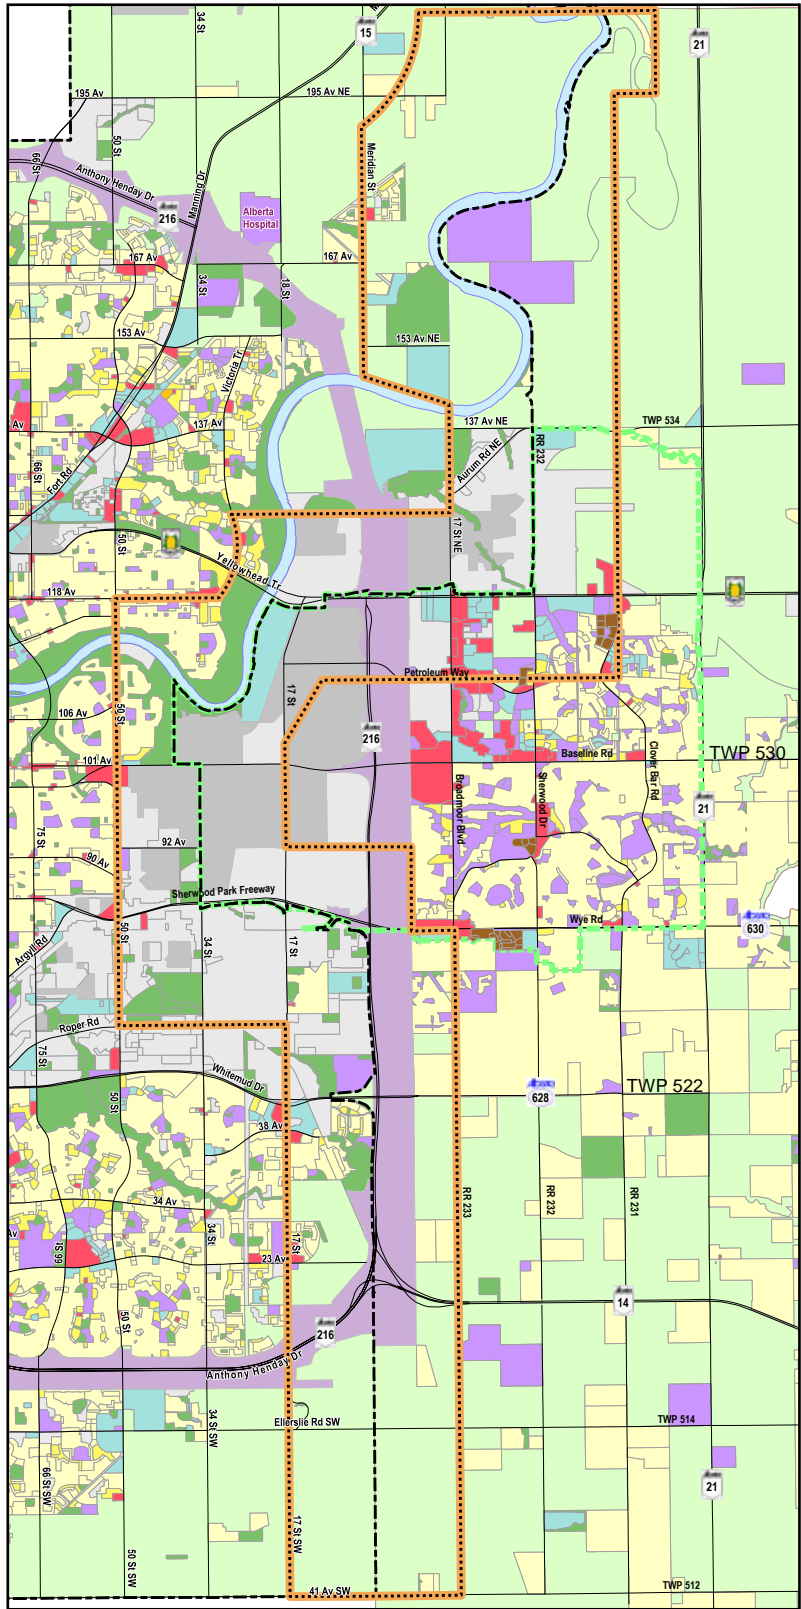 34 St
15
21
195 Av
195 Av NE
50 St
66 St
Meridian St
Anthony Henday Dr
Manning Dr
216
Alberta
Hospital
167 Av
167 Av
34 St
18 St
153 Av
153 Av NE
Victoria Tr
Av
137 Av
137 Av NE
TWP 534
Aurum Rd NE
RR 232
66 St
Fort Rd
50 St
17 St NE
Yellowhead Tr
118 Av
Petroleum Way
17 St
106 Av
50 St
216
101 Av
Baseline Rd
TWP 530
Clover Bar Rd
Broadmoor Blvd
Sherwood Dr
21
75 St
92 Av
90 Av
Sherwood Park Freeway
Wye Rd
630
Argyll Rd
50 St
34 St
17 St
Roper Rd
75 St
Whitemud Dr
TWP 522
628
50 St
38 Av
34 Av
RR 233
RR 232
RR 231
Av
66 St
34 St
17 St
23 Av
50 St
14
216
Anthony Henday Dr
Ellerslie Rd SW
34 St SW
TWP 514
66 St SW
21
17 St SW
50 St SW
41 Av SW
TWP 512